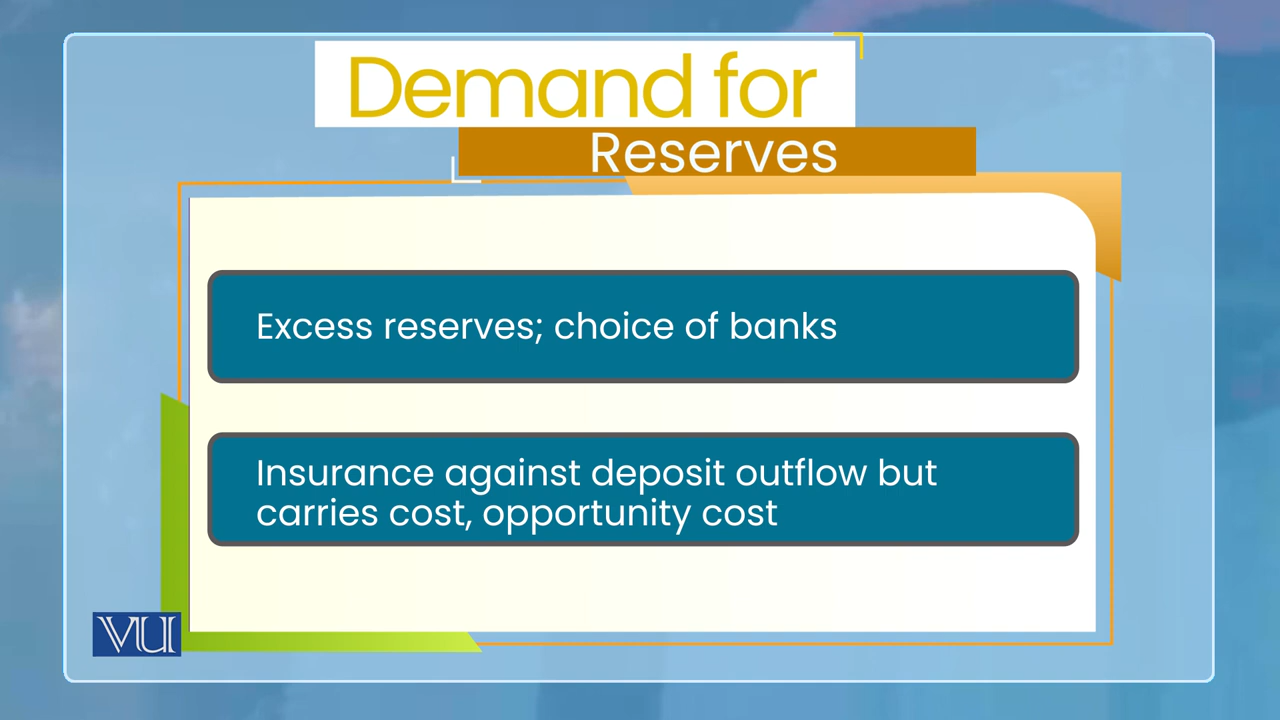 Demand for
Reserves
Excess reserves; choice of banks
Insurance against deposit outflow but
carries cost, opportunity cost
VU